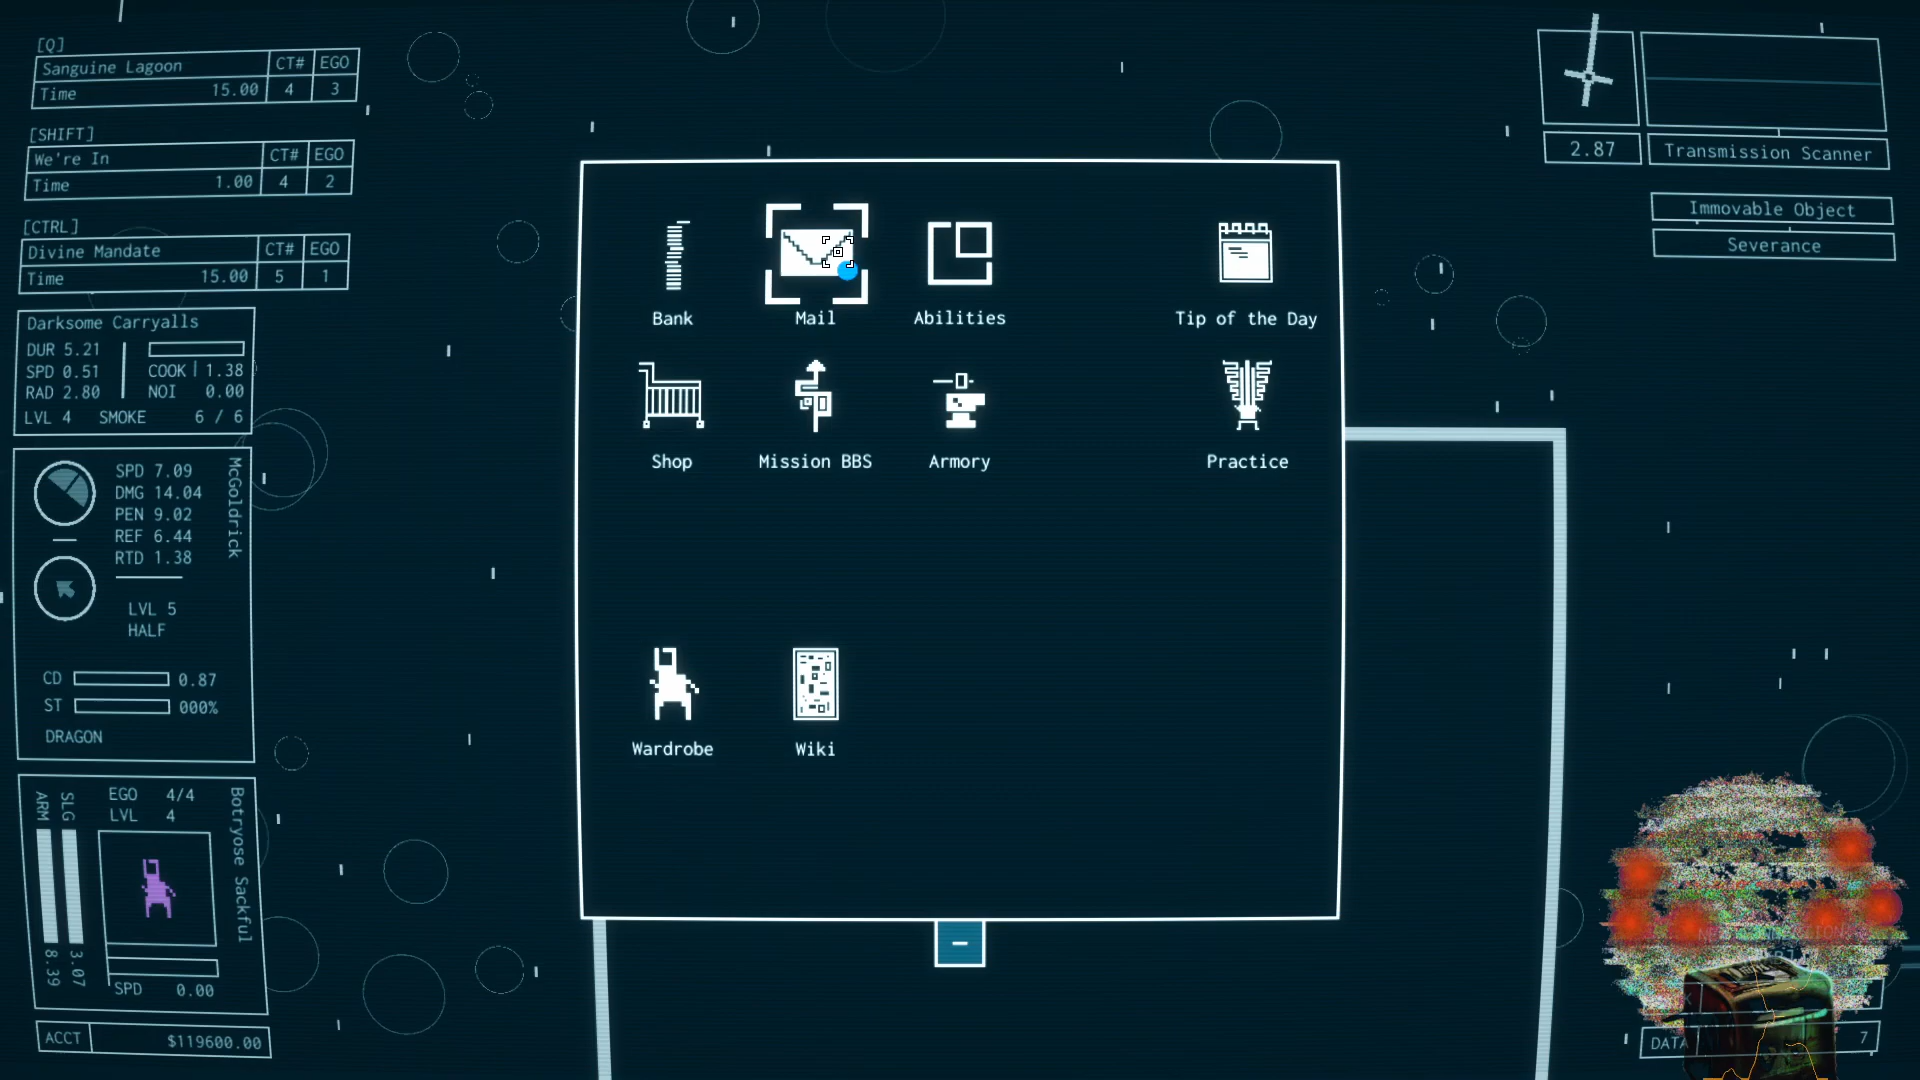 [Q]
Sanguine Lagoon CT# EGO
Time 15.00 4 3
[SHIFT]
We're In CT# EGO
Time 1.00 4 2
[CTRL]
Divine Mandate CT# EGO
Time 15.00 5 1
Darksome Carryalls
DUR 5.21
SPD 0.51 COOK 1.38
RAD 2.80 NOI 0.00
LVL 4 SMOKE 6 / 6
McGoldrick
SPD 7.09
DMG 14.04
PEN 9.02
REF 6.44
RTD 1.38
LVL 5
HALF
CD 0.87
ST 000%
DRAGON
Botryose Sackful
ARM SLG EGO 4/4
LVL 4
8.39 3.07
SPD 0.00
ACCT $119600.00
Bank Mail Abilities Tip of the Day
Shop Mission BBS Armory Practice
Wardrobe Wiki
2.87 Transmission Scanner
Immovable Object
Severance
DATA 7